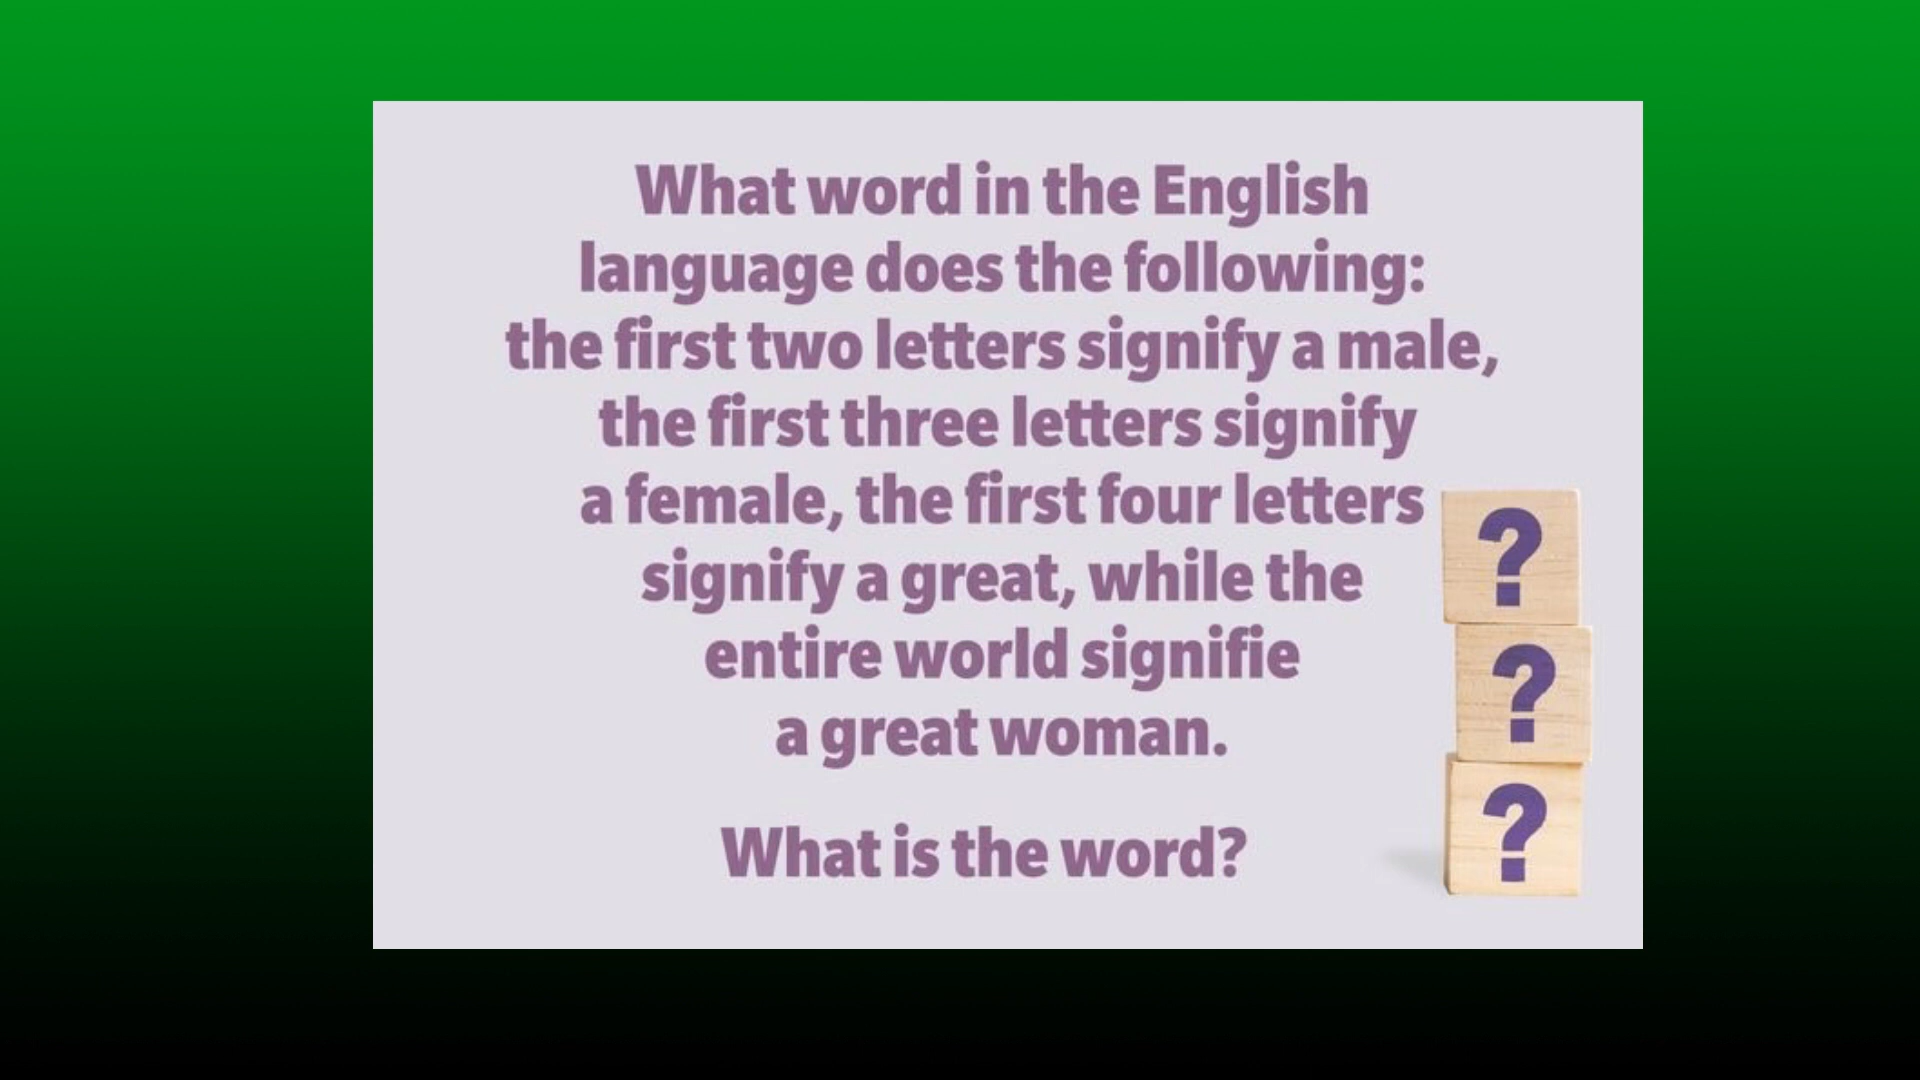 What word in the English
language does the following:
the first two letters signify a male,
the first three letters signify
a female, the first four letters
signify a great, while the
entire world signifie
a great woman.
What is the word?
?
?
?